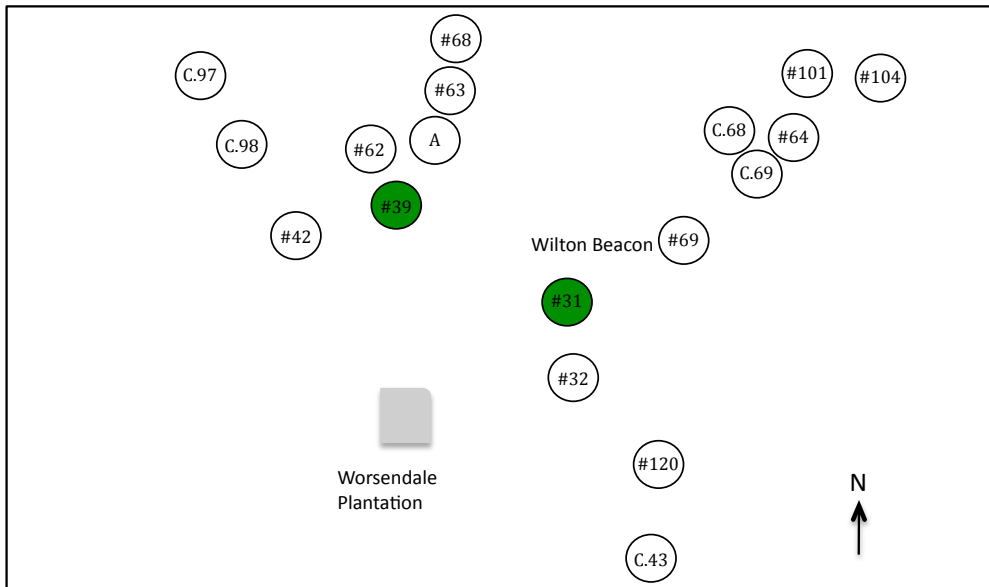 #68
C.97
#101
#104
#63
C.68
#64
A
C.98
#62
C.69
#39
#42
Wilton Beacon
#69
#31
#32
#120
Worsendale
Plantation
N
C.43